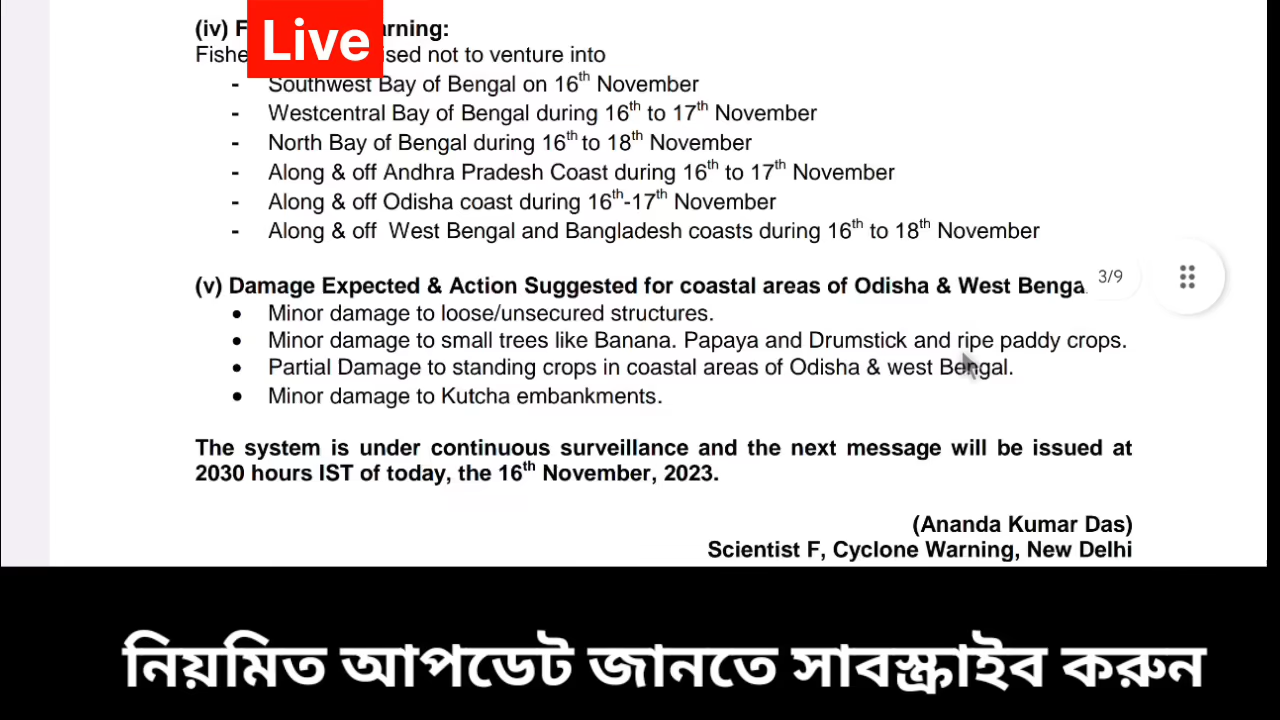 (iv) F
Live
rning:
Fishe
ised not to venture into
- Southwest Bay of Bengal on 16th November
- Westcentral Bay of Bengal during 16th to 17th November
- North Bay of Bengal during 16th to 18th November
- Along & off Andhra Pradesh Coast during 16th to 17th November
- Along & off Odisha coast during 16th-17th November
- Along & off West Bengal and Bangladesh coasts during 16th to 18th November
(v) Damage Expected & Action Suggested for coastal areas of Odisha & West Benga
3/9
• Minor damage to loose/unsecured structures.
• Minor damage to small trees like Banana. Papaya and Drumstick and ripe paddy crops.
• Partial Damage to standing crops in coastal areas of Odisha & west Bengal.
• Minor damage to Kutcha embankments.
The system is under continuous surveillance and the next message will be issued at
2030 hours IST of today, the 16th November, 2023.
(Ananda Kumar Das)
Scientist F, Cyclone Warning, New Delhi
নিয়মিত আপডেট জানতে সাবস্ক্রাইব করুন